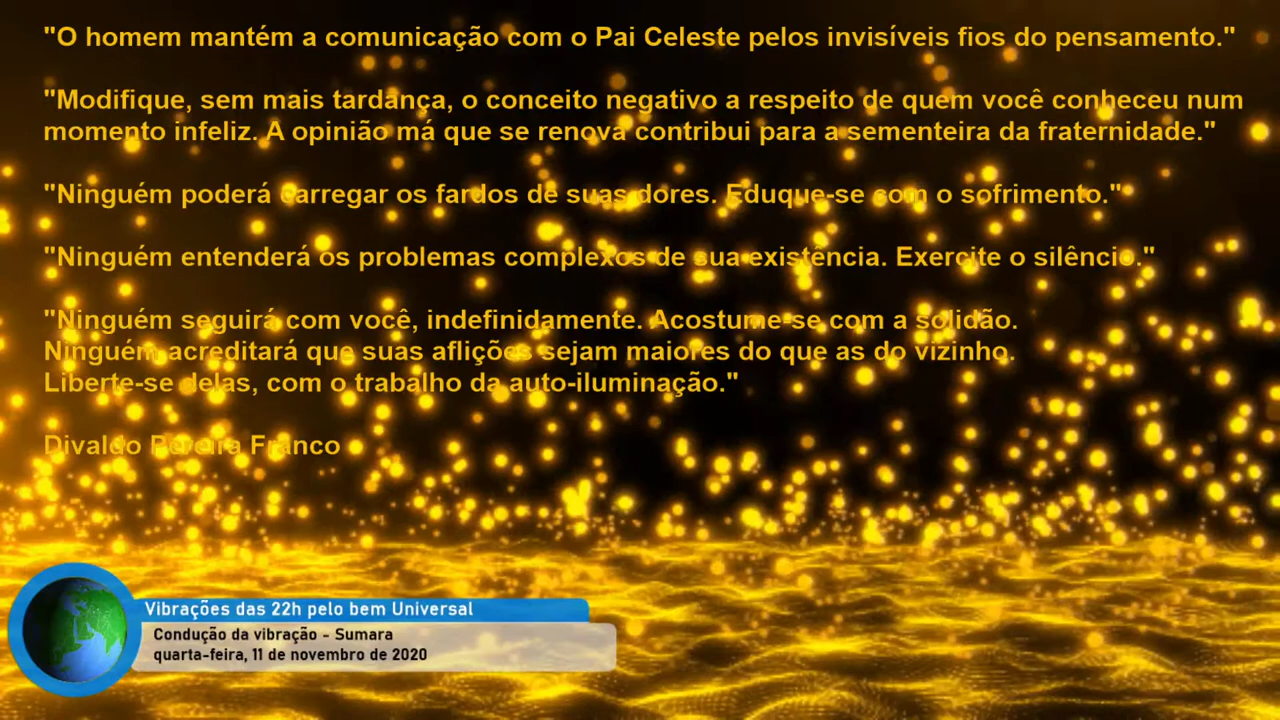 "O homem mantém a comunicação com o Pai Celeste pelos invisíveis fios do pensamento."
"Modifique, sem mais tardança, o conceito negativo a respeito de quem você conheceu num
momento infeliz. A opinião má que se renova contribui para a sementeira da fraternidade."
"Ninguém poderá carregar os fardos de suas dores. Eduque-se com o sofrimento."
"Ninguém entenderá os problemas complexos de sua existência. Exercite o silêncio."
"Ninguém seguirá com você, indefinidamente. Acostume-se com a solidão.
Ninguém acreditará que suas aflições sejam maiores do que as do vizinho.
Liberte-se delas, com o trabalho da auto-iluminação."
Divaldo Pereira Franco
Vibrações das 22h pelo bem Universal
Condução da vibração - Sumara
quarta-feira, 11 de novembro de 2020